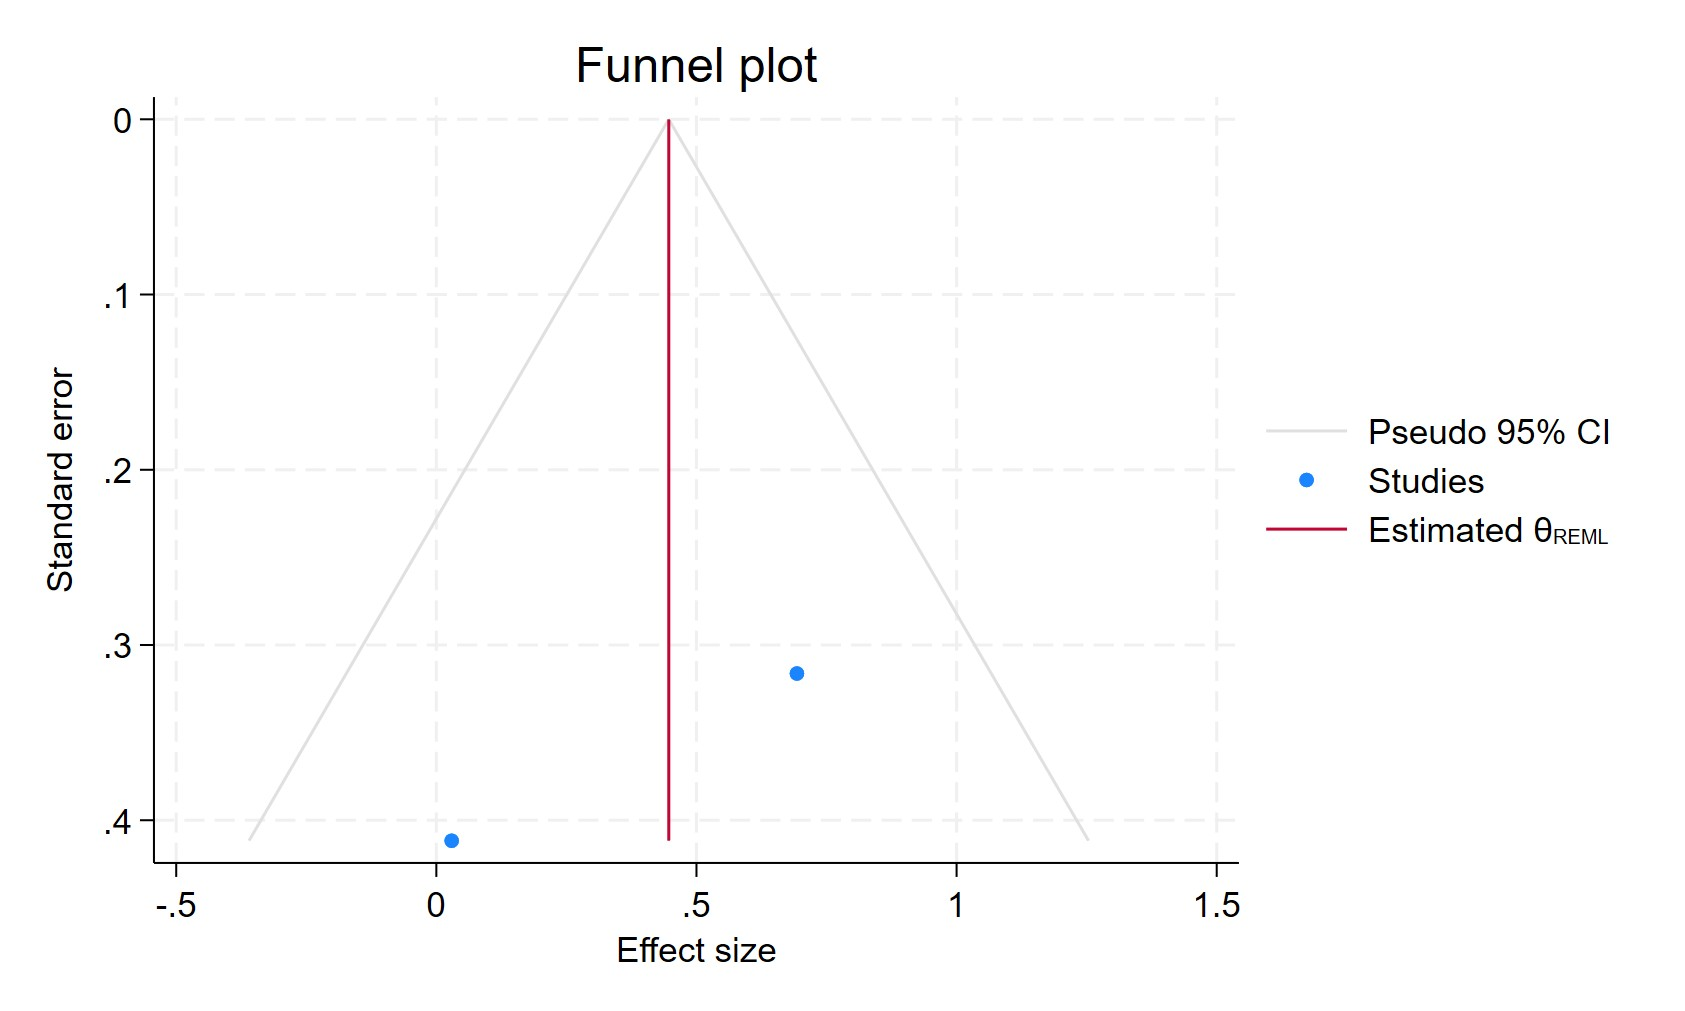 Funnel plot
0
.1
.2
.3
.4
Standard error
-.5 0 .5 1 1.5
Effect size
Pseudo 95% CI
Studies
Estimated θREML